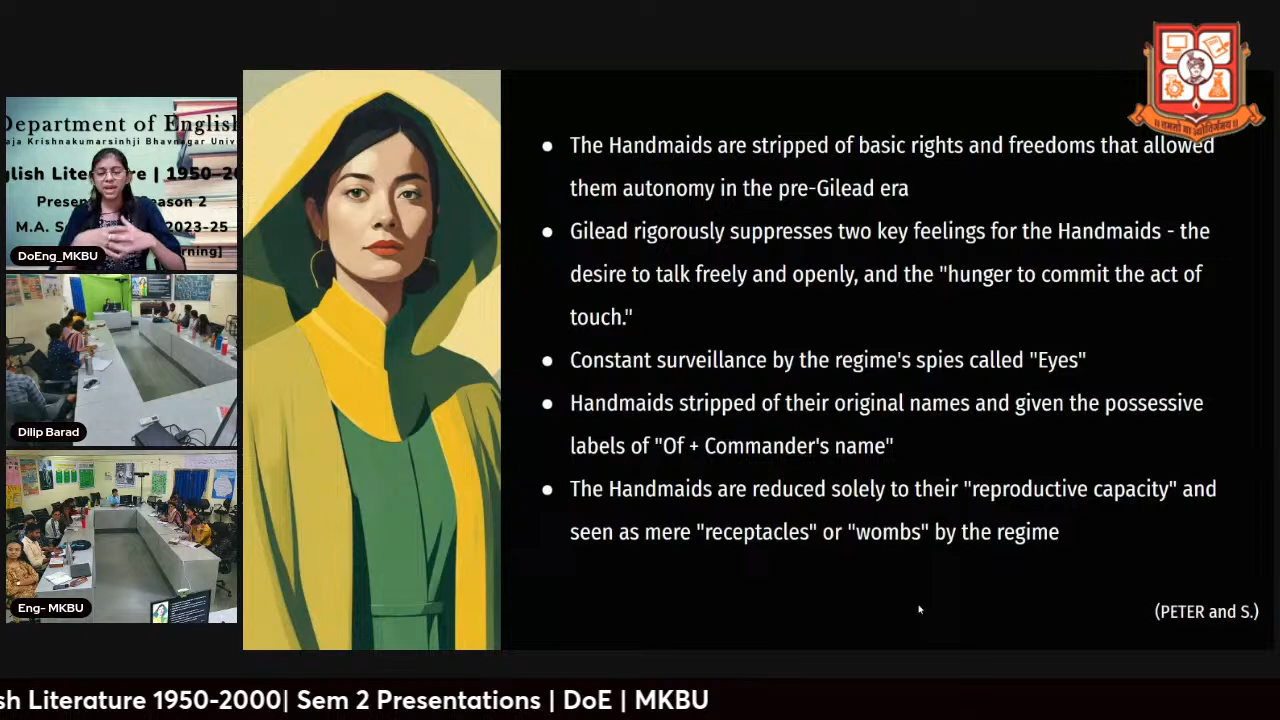 Department of English
aja Krishnakumarsinhji Bhavnagar Univ
glish Lite
e | 1950-20
Presen
eason 2
M.A. S
2023-25
rning]
DoEng_MKBU
Dilip Barad
Eng- MKBU
● The Handmaids are stripped of basic rights and freedoms that allowed
them autonomy in the pre-Gilead era
● Gilead rigorously suppresses two key feelings for the Handmaids - the
desire to talk freely and openly, and the "hunger to commit the act of
touch."
● Constant surveillance by the regime's spies called "Eyes"
● Handmaids stripped of their original names and given the possessive
labels of "Of + Commander's name"
● The Handmaids are reduced solely to their "reproductive capacity" and
seen as mere "receptacles" or "wombs" by the regime
(PETER and S.)
sh Literature 1950-2000| Sem 2 Presentations | DoE | MKBU